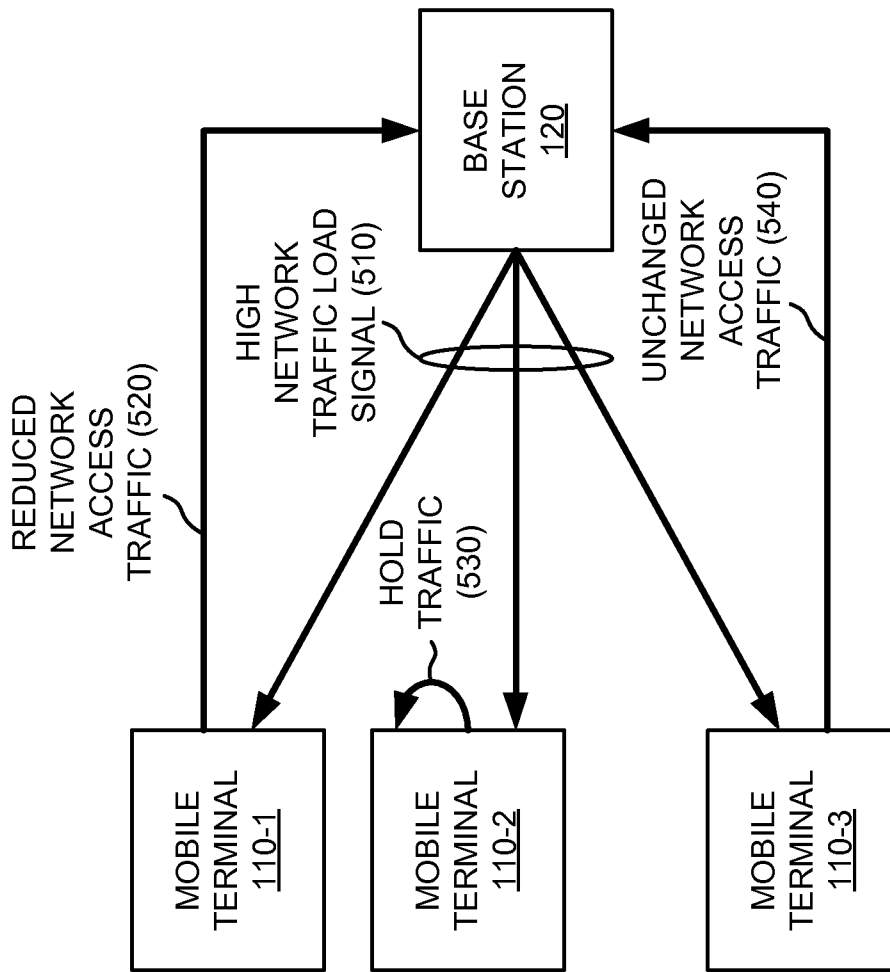 REDUCED
NETWORK
ACCESS
TRAFFIC (520)
HIGH
NETWORK
TRAFFIC LOAD
SIGNAL (510)
BASE
STATION
120
HOLD
TRAFFIC
(530)
UNCHANGED
NETWORK
ACCESS
TRAFFIC (540)
MOBILE
TERMINAL
110-1
MOBILE
TERMINAL
110-2
MOBILE
TERMINAL
110-3